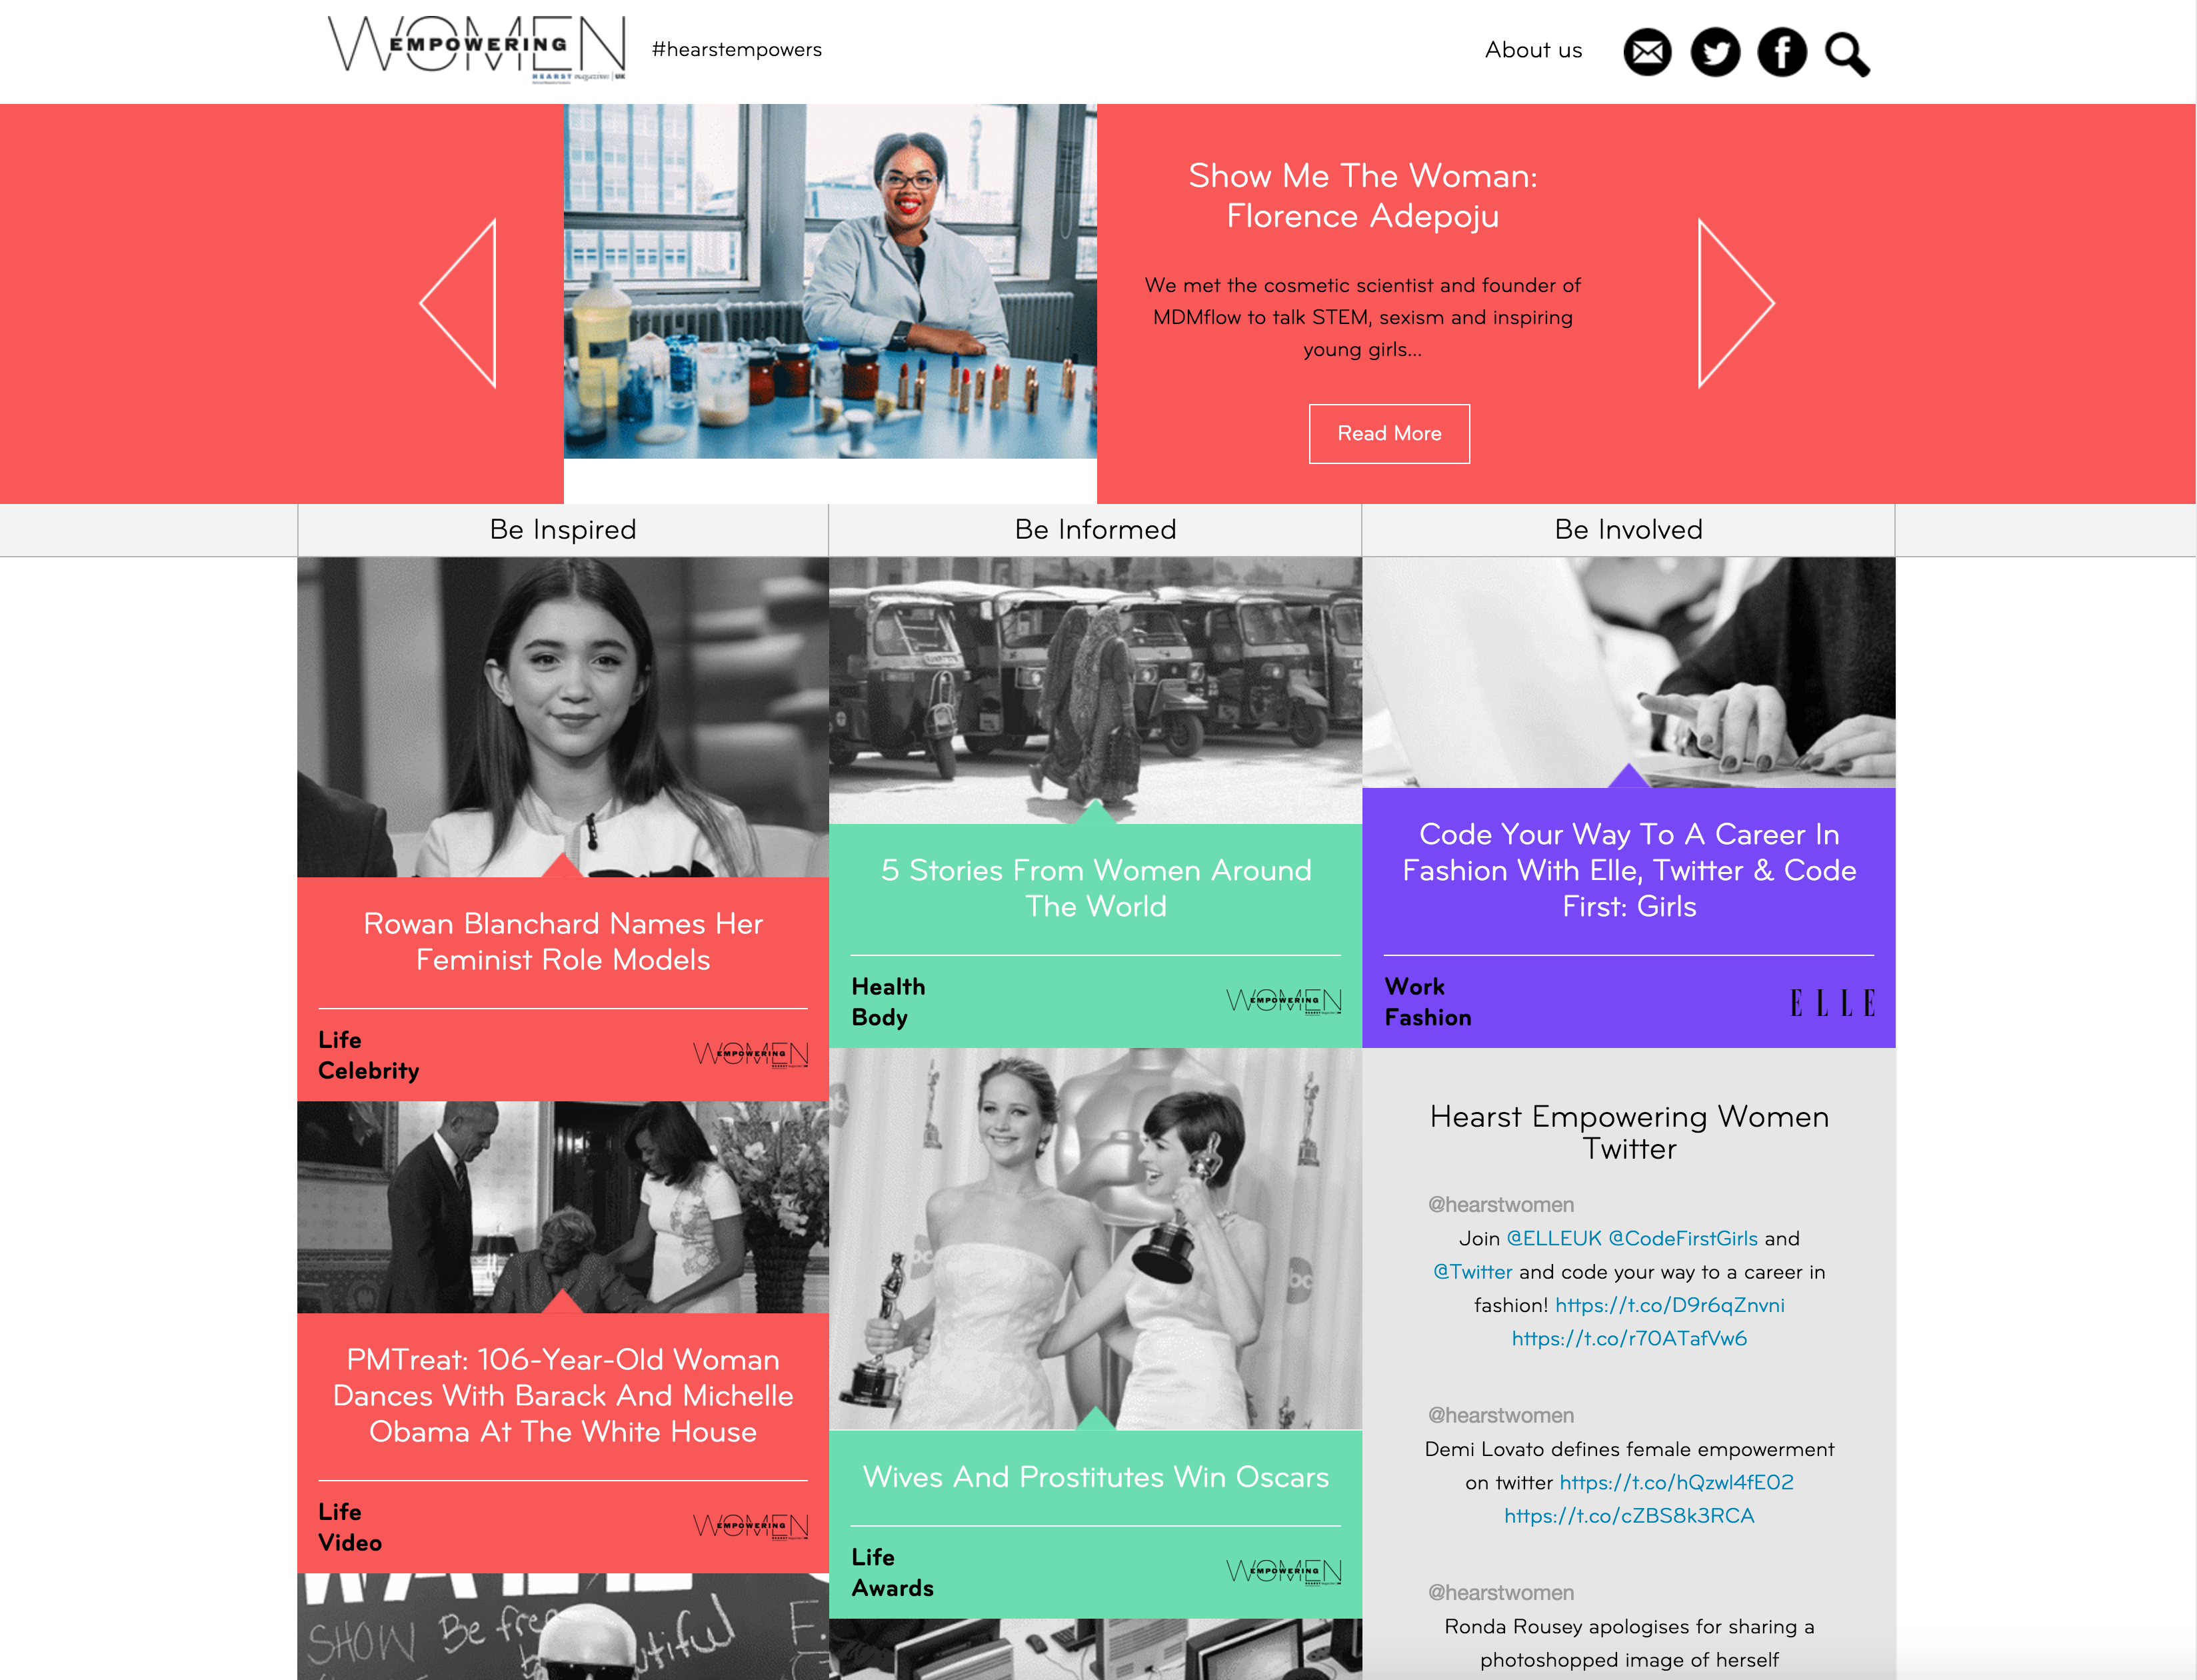 WOMEN
EMPOWERING
HEARST magazines UK
#hearstempowers
About us
Show Me The Woman:
Florence Adepoju
We met the cosmetic scientist and founder of
MDMflow to talk STEM, sexism and inspiring
young girls...
Read More
Be Inspired
Be Informed
Be Involved
Rowan Blanchard Names Her
Feminist Role Models
Life
Celebrity
WOMEN
EMPOWERING
PMTreat: 106-Year-Old Woman
Dances With Barack And Michelle
Obama At The White House
Life
Video
WOMEN
EMPOWERING
SHOW Be free
5 Stories From Women Around
The World
Health
Body
WOMEN
EMPOWERING
abc
Wives And Prostitutes Win Oscars
Life
Awards
WOMEN
EMPOWERING
Code Your Way To A Career In
Fashion With Elle, Twitter & Code
First: Girls
Work
Fashion
ELLE
Hearst Empowering Women
Twitter
@hearstwomen
Join @ELLEUK @CodeFirstGirls and
@Twitter and code your way to a career in
fashion! https://t.co/D9r6qZnvni
https://t.co/r70ATafVw6
@hearstwomen
Demi Lovato defines female empowerment
on twitter https://t.co/hQzwl4fE02
https://t.co/cZBS8k3RCA
@hearstwomen
Ronda Rousey apologises for sharing a
photoshopped image of herself